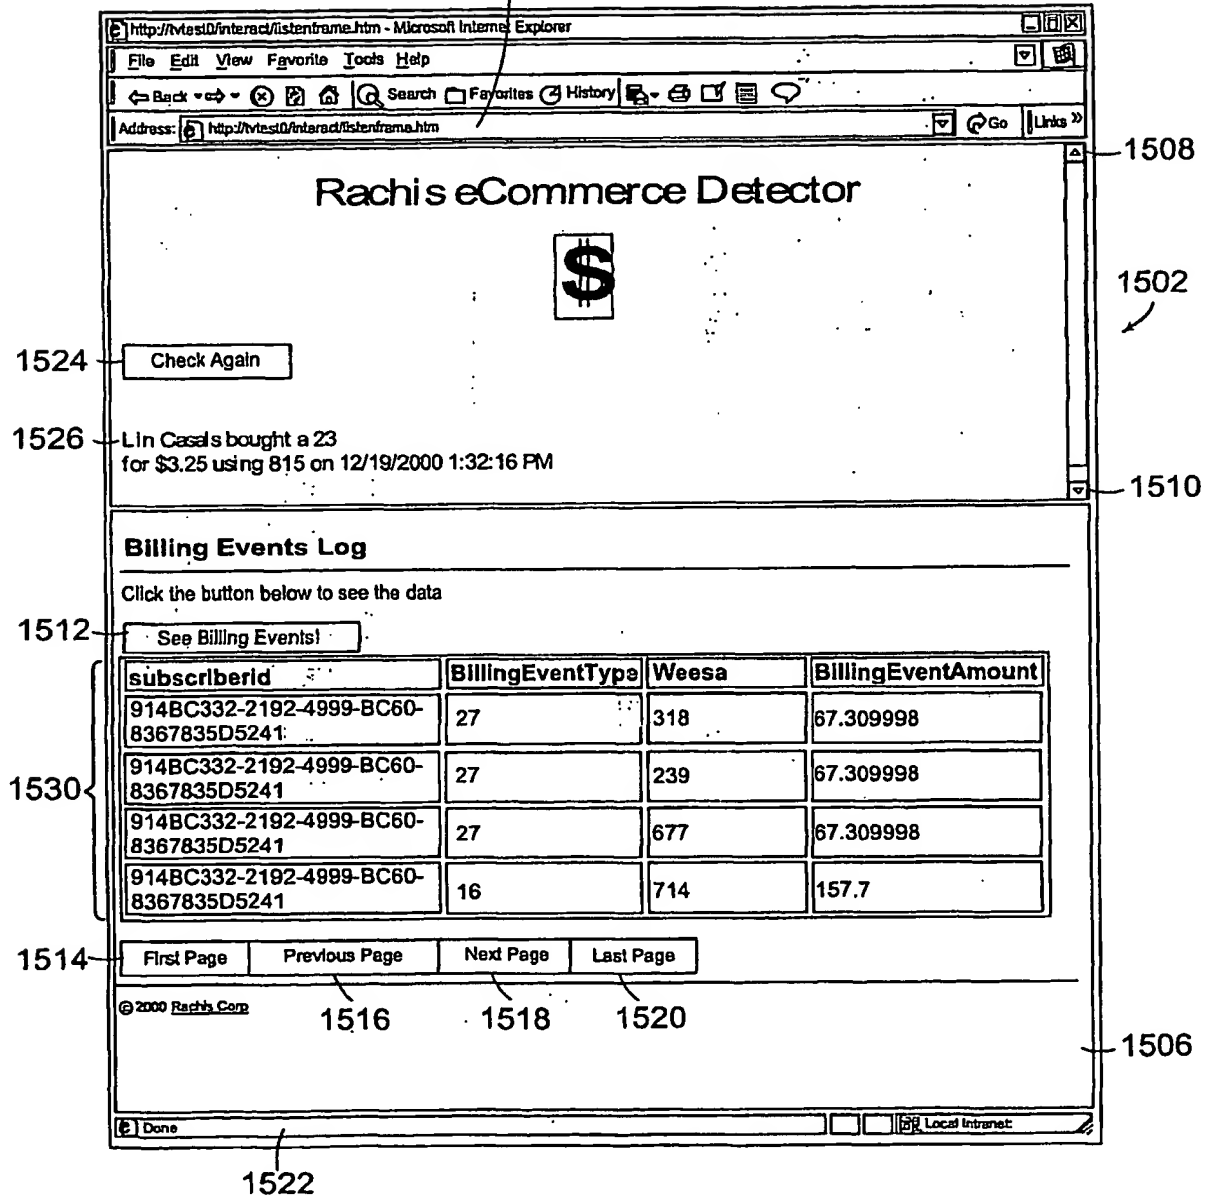 http://tvtest0/interact/listenframe.htm - Microsoft Internet Explorer
File Edit View Favorite Tools Help
Back Search Favorites History
Address: http://tvtest0/interact/listenframe.htm Go Links »
1508
Rachis eCommerce Detector
$
1502
1524 Check Again
1526 Lin Casals bought a 23
for $3.25 using 815 on 12/19/2000 1:32:16 PM
1510
Billing Events Log
Click the button below to see the data
1512 See Billing Events!
subscriberId BillingEventType Weesa BillingEventAmount
914BC332-2192-4999-BC60-
8367835D5241 27 318 67.309998
914BC332-2192-4999-BC60-
8367835D5241 27 239 67.309998
1530
914BC332-2192-4999-BC60-
8367835D5241 27 677 67.309998
914BC332-2192-4999-BC60-
8367835D5241 16 714 157.7
1514 First Page Previous Page Next Page Last Page
© 2000 Rachis Corp
1516 1518 1520
1506
Done Local intranet
1522